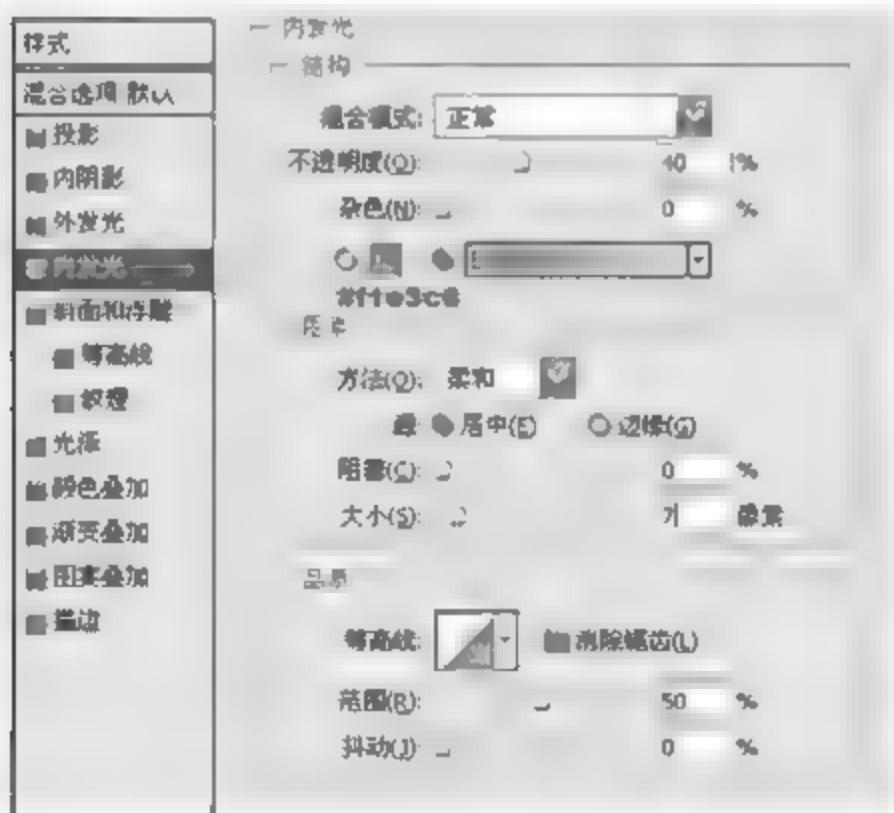 样式
混合选项:默认
投影
内阴影
外发光
内发光
斜面和浮雕
等高线
纹理
光泽
颜色叠加
渐变叠加
图案叠加
描边
内发光
结构
混合模式: 正常
不透明度(O): 40 %
杂色(N): 0 %
#f1e3c6
图素
方法(Q): 柔和
源: 居中(E) 边缘(G)
阻塞(C): 0 %
大小(S): 7 像素
品质
等高线: 消除锯齿(L)
范围(R): 50 %
抖动(J): 0 %